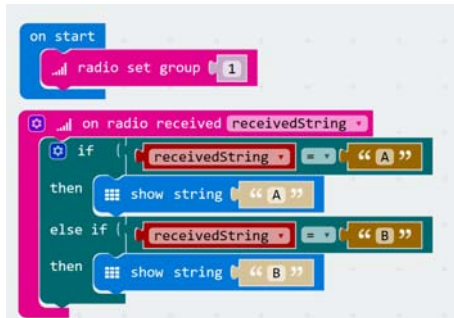 on start
radio set group 1
on radio received receivedString
if receivedString = “ A ”
then show string “ A ”
else if receivedString = “ B ”
then show string “ B ”